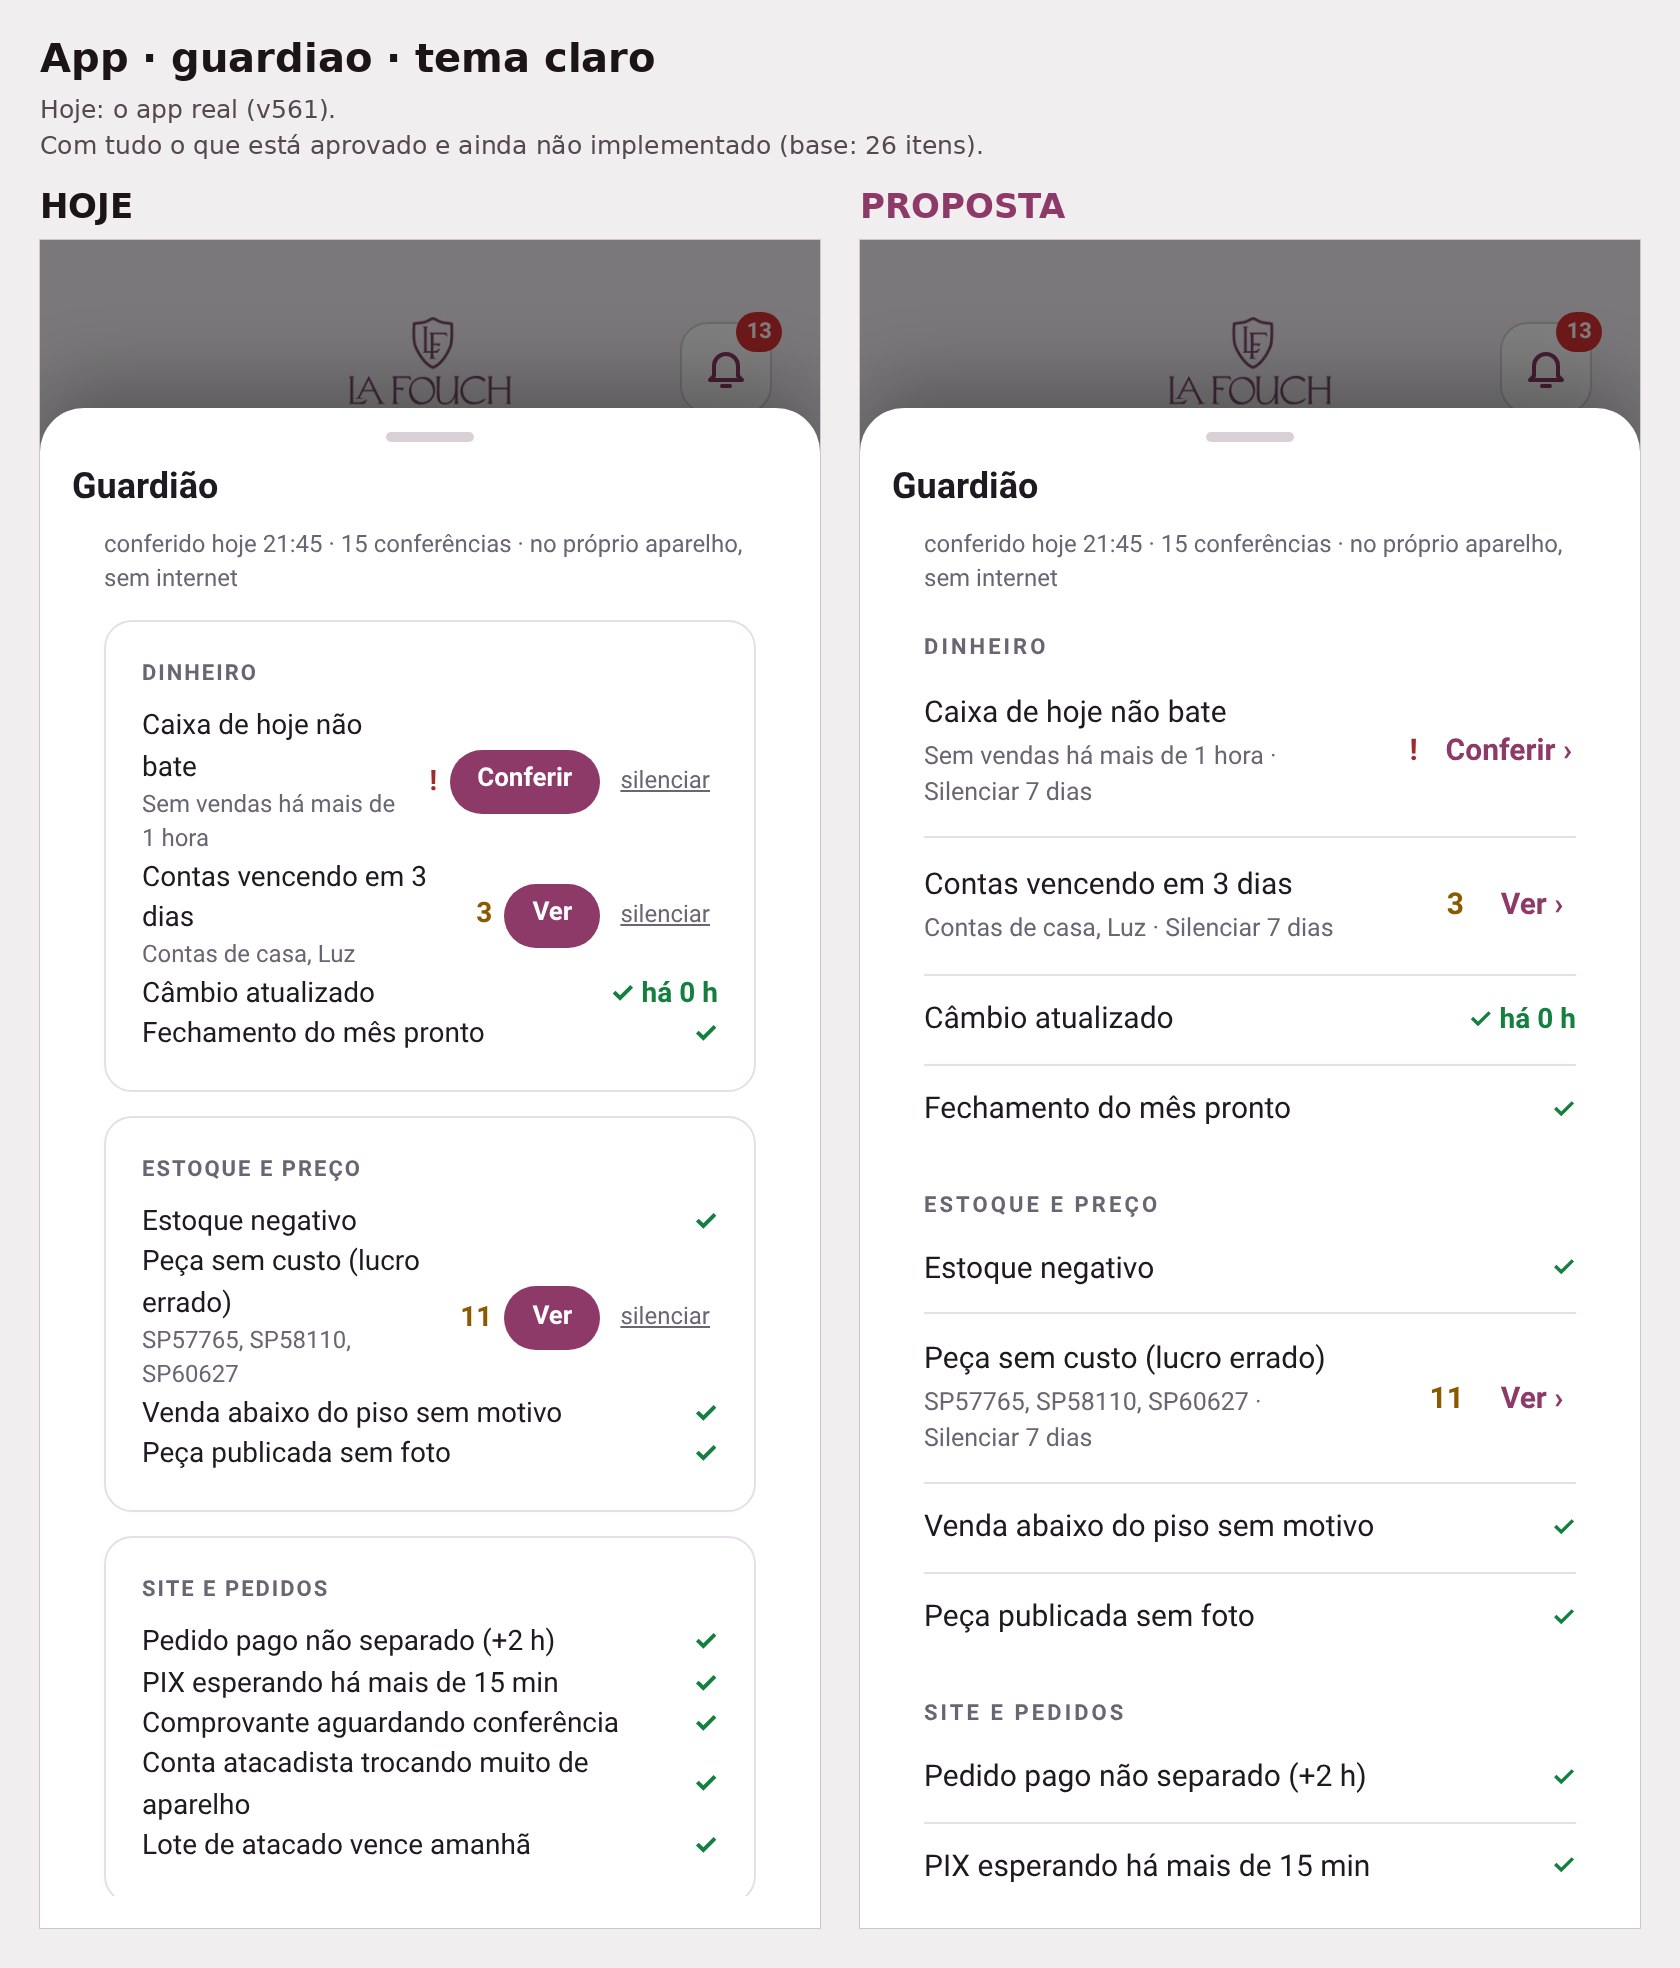 App · guardiao · tema claro
Hoje: o app real (v561).
Com tudo o que está aprovado e ainda não implementado (base: 26 itens).
HOJE
LF
LA FOUCH
13
Guardião
conferido hoje 21:45 · 15 conferências · no próprio aparelho,
sem internet
DINHEIRO
Caixa de hoje não
bate
Sem vendas há mais de
1 hora
! Conferir silenciar
Contas vencendo em 3
dias
Contas de casa, Luz
3 Ver silenciar
Câmbio atualizado ✓ há 0 h
Fechamento do mês pronto ✓
ESTOQUE E PREÇO
Estoque negativo ✓
Peça sem custo (lucro
errado)
SP57765, SP58110,
SP60627
11 Ver silenciar
Venda abaixo do piso sem motivo ✓
Peça publicada sem foto ✓
SITE E PEDIDOS
Pedido pago não separado (+2 h) ✓
PIX esperando há mais de 15 min ✓
Comprovante aguardando conferência ✓
Conta atacadista trocando muito de
aparelho ✓
Lote de atacado vence amanhã ✓
PROPOSTA
LF
LA FOUCH
13
Guardião
conferido hoje 21:45 · 15 conferências · no próprio aparelho,
sem internet
DINHEIRO
Caixa de hoje não bate
Sem vendas há mais de 1 hora ·
Silenciar 7 dias
! Conferir ›
Contas vencendo em 3 dias
Contas de casa, Luz · Silenciar 7 dias
3 Ver ›
Câmbio atualizado ✓ há 0 h
Fechamento do mês pronto ✓
ESTOQUE E PREÇO
Estoque negativo ✓
Peça sem custo (lucro errado)
SP57765, SP58110, SP60627 ·
Silenciar 7 dias
11 Ver ›
Venda abaixo do piso sem motivo ✓
Peça publicada sem foto ✓
SITE E PEDIDOS
Pedido pago não separado (+2 h) ✓
PIX esperando há mais de 15 min ✓